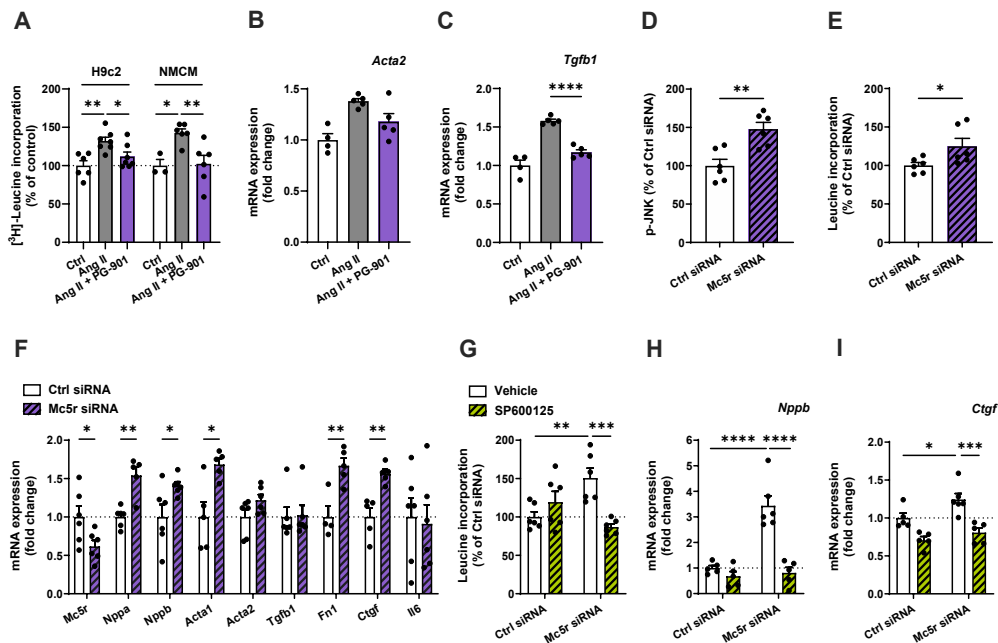 A
[³H]-Leucine incorporation
(% of control)
200
150
100
50
0
H9c2
NMCM
** *
* **
Ctrl
Ang II
Ang II + PG-901
Ctrl
Ang II
Ang II + PG-901
B
Acta2
mRNA expression
(fold change)
1.5
1.0
0.5
0.0
Ctrl
Ang II
Ang II + PG-901
C
Tgfb1
mRNA expression
(fold change)
2.0
1.5
1.0
0.5
0.0
****
Ctrl
Ang II
Ang II + PG-901
D
p-JNK (% of Ctrl siRNA)
200
150
100
50
0
**
Ctrl siRNA
Mc5r siRNA
E
Leucine incorporation
(% of Ctrl siRNA)
200
150
100
50
0
*
Ctrl siRNA
Mc5r siRNA
F
Ctrl siRNA
Mc5r siRNA
mRNA expression
(fold change)
2.0
1.5
1.0
0.5
0.0
* ** * * ** **
Mc5r
Nppa
Nppb
Acta1
Acta2
Tgfb1
Fn1
Ctgf
Il6
G
Vehicle
SP600125
Leucine incorporation
(% of Ctrl siRNA)
200
150
100
50
0
** ***
Ctrl siRNA
Mc5r siRNA
H
Nppb
mRNA expression
(fold change)
6
5
4
3
2
1
0
**** ****
Ctrl siRNA
Mc5r siRNA
I
Ctgf
mRNA expression
(fold change)
2.0
1.5
1.0
0.5
0.0
* ***
Ctrl siRNA
Mc5r siRNA